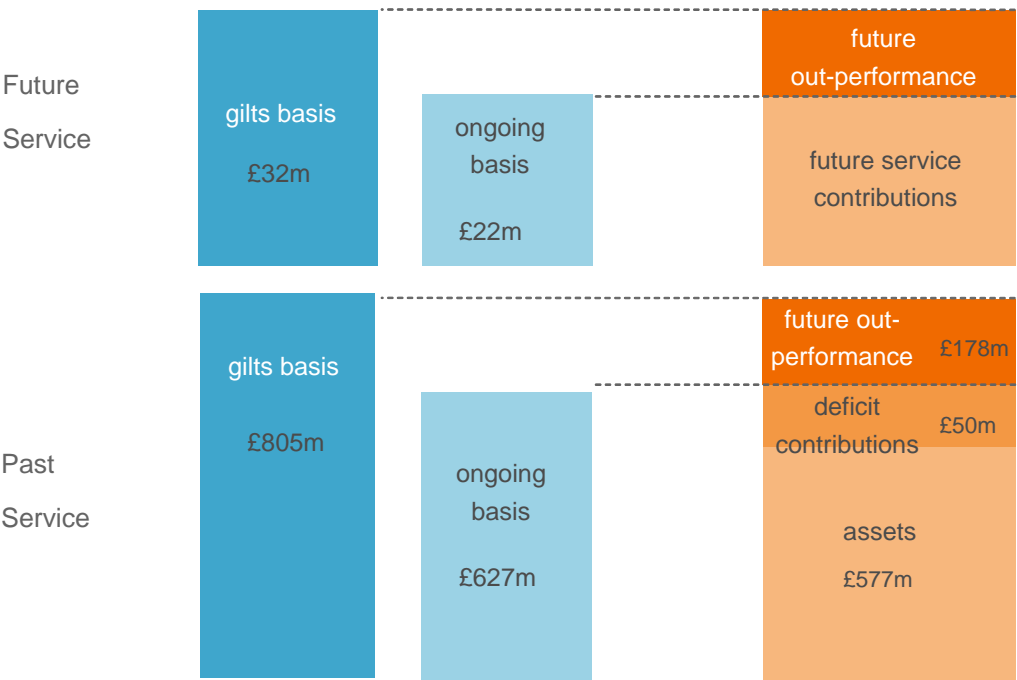 Future
Service
gilts basis
£32m
ongoing
basis
£22m
future
out-performance
future service
contributions
Past
Service
gilts basis
£805m
ongoing
basis
£627m
future out-
performance £178m
deficit
contributions £50m
assets
£577m